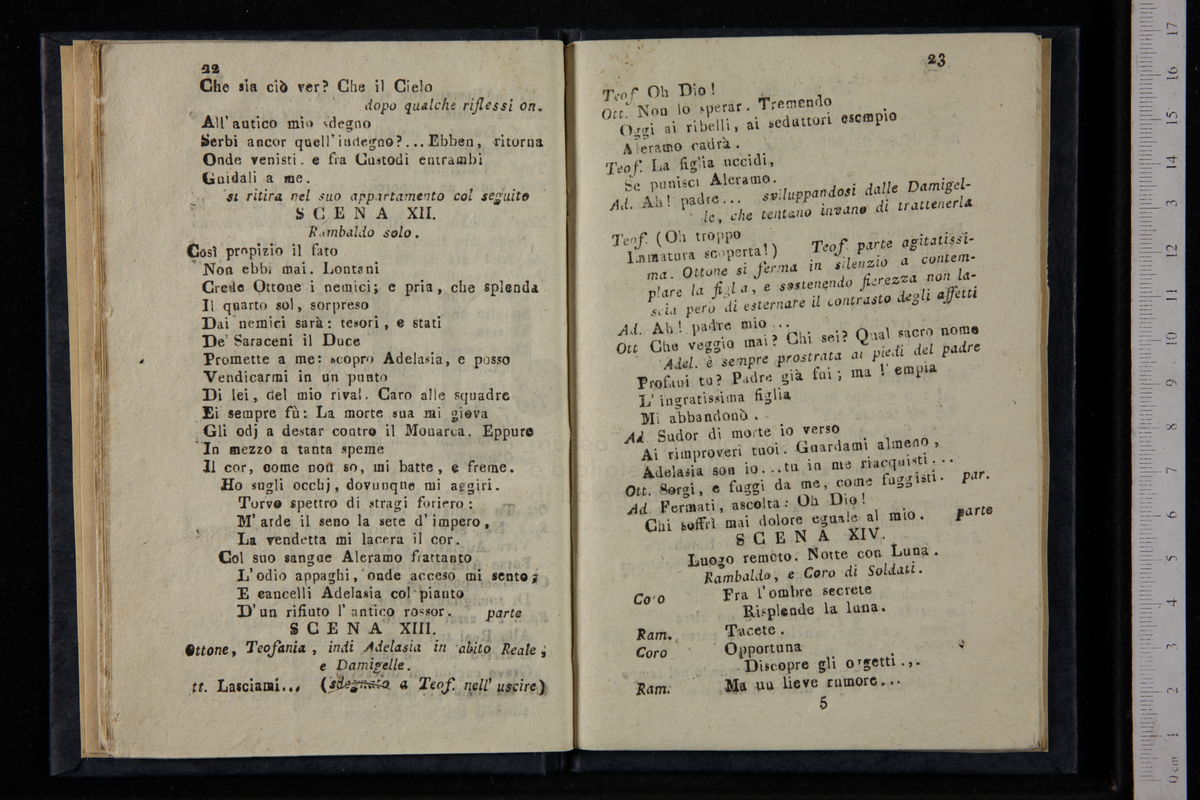 22
Che sia ciò ver? Che il Cielo
dopo qualche riflessi on.
All' antico mio sdegno
Serbi ancor quell' indegno?... Ebben, ritorna
Onde venisti. e fra Custodi entrambi
Guidali a me.
si ritira nel suo appartamento col seguito
SCENA XII.
Rambaldo solo.
Così propizio il fato
Non ebbi mai. Lontani
Crede Ottone i nemici; e pria, che splenda
Il quarto sol, sorpreso
Dai nemici sarà: tesori, e stati
De' Saraceni il Duce
Promette a me: scopro Adelasia, e posso
Vendicarmi in un punto
Di lei, del mio rival. Caro alle squadre
Ei sempre fù: La morte sua mi giova
Gli odj a destar contro il Monarca. Eppure
In mezzo a tanta speme
Il cor, come non so, mi batte, e freme.
Ho sugli occhj, dovunqne mi aggiri.
Torvo spettro di stragi foriero:
M' arde il seno la sete d' impero,
La vendetta mi lacera il cor.
Col suo sangue Aleramo frattanto
L' odio appaghi, onde acceso mi sento;
E cancelli Adelasia col pianto
D' un rifiuto l' antico rossor. parte
SCENA XIII.
Ottone, Teofania, indi Adelasia in abito Reale,
e Damigelle.
tt. Lasciami... (sdegnato a Teof. nell' uscire)
23
Teof Oh Dio!
Ott. Non lo sperar. Tremendo
Oggi ai ribelli, ai seduttori esempio
Aleramo cadrà.
Teof. La figlia uccidi,
Se punisci Aleramo.
Ad. Ah! padre... sviluppandosi dalle Damigel-
le, che tentano invano di trattenerla
Teof. (Oh troppo
Immatura scoperta!) Teof. parte agitatissi-
ma. Ottone si ferma in silenzio a contem-
plare la figla, e sostenendo fierezza non la-
scia però di esternare il contrasto degli affetti
Ad. Ah! padre mio...
Ott Che veggio mai? Chi sei? Qual sacro nome
Adel. è sempre prostrata ai piedi del padre
Profani tu? Padre già fui; ma l' empia
L' ingratissima figlia
Mi abbandonò.
Ad Sudor di morte io verso
Ai rimproveri tuoi. Guardami almeno,
Adelasia son io...tu in me riacquisti...
Ott. Sorgi, e fuggi da me, come fuggisti. par.
Ad Fermati, ascolta: Oh Dio!
Chi soffrì mai dolore eguale al mio. parte
SCENA XIV.
Luogo remoto. Notte con Luna.
Rambaldo, e Coro di Soldati.
Coro Fra l' ombre secrete
Risplende la luna.
Ram. Tacete.
Coro Opportuna
Discopre gli oggetti...
Ram. Ma un lieve rumore...
5